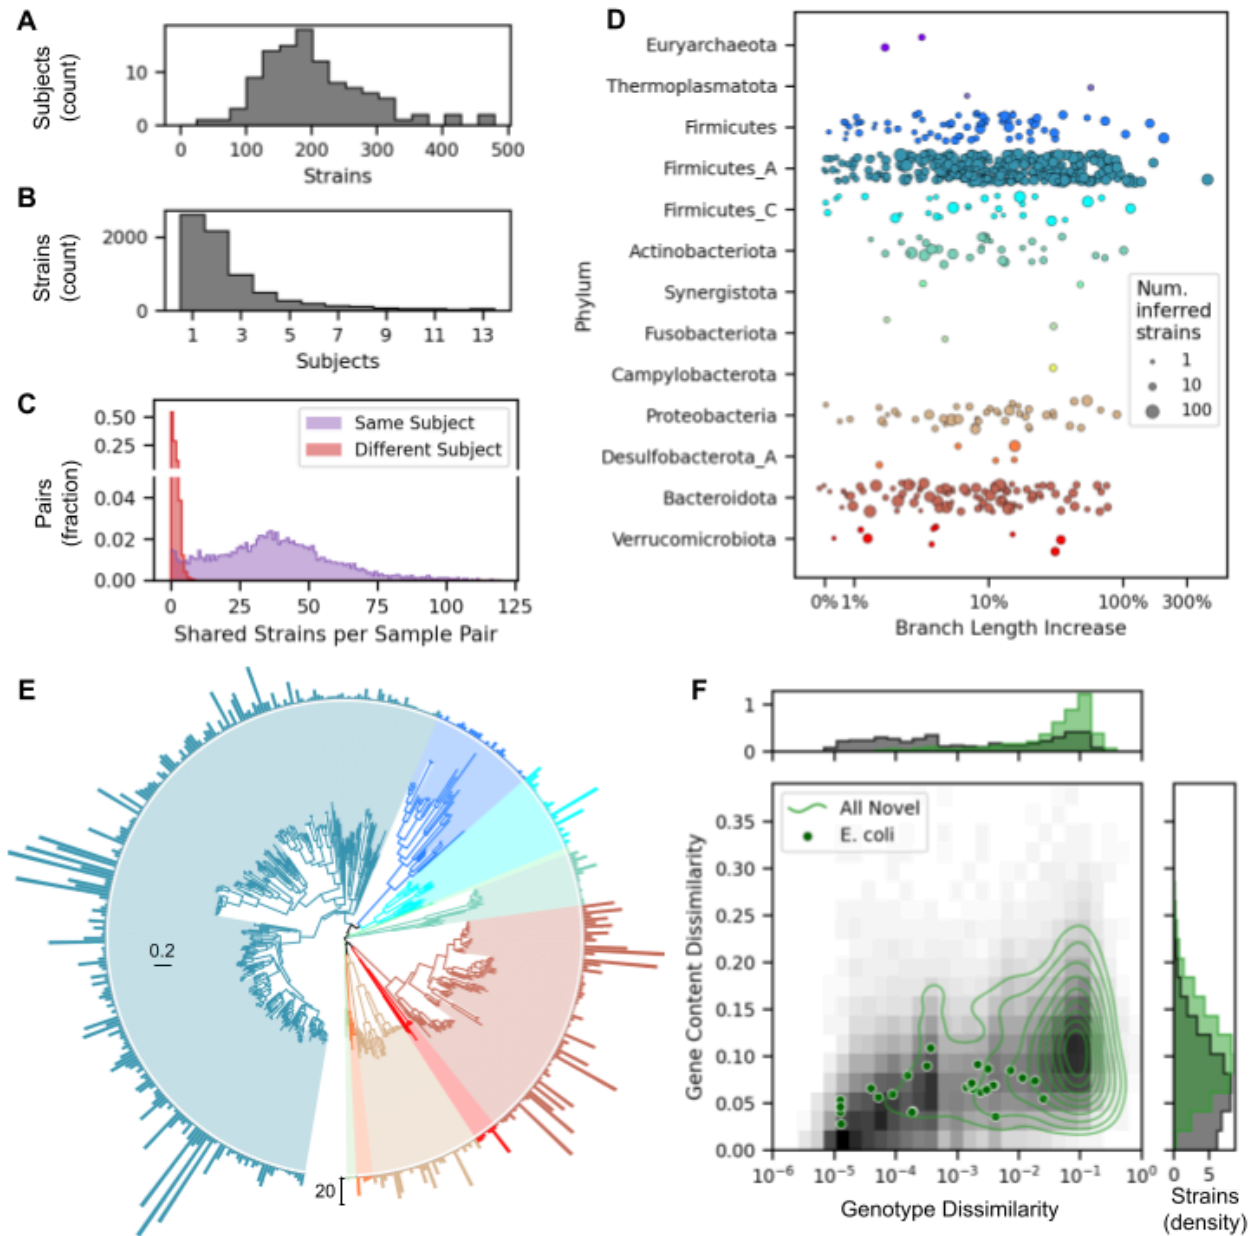 A
Subjects
(count)
10
0
0 100 200 300 400 500
Strains
B
Strains
(count)
2000
0
1 3 5 7 9 11 13
Subjects
C
Pairs
(fraction)
0.50
0.25
0.04
0.02
0.00
Same Subject
Different Subject
0 25 50 75 100 125
Shared Strains per Sample Pair
D
Phylum
Euryarchaeota
Thermoplasmatota
Firmicutes
Firmicutes_A
Firmicutes_C
Actinobacteriota
Synergistota
Fusobacteriota
Campylobacterota
Proteobacteria
Desulfobacterota_A
Bacteroidota
Verrucomicrobiota
Num.
inferred
strains
1
10
100
0% 1% 10% 100% 300%
Branch Length Increase
E
0.2
20
F
1
0
All Novel
E. coli
Gene Content Dissimilarity
0.35
0.30
0.25
0.20
0.15
0.10
0.05
0.00
10⁻⁶ 10⁻⁵ 10⁻⁴ 10⁻³ 10⁻² 10⁻¹ 10⁰
Genotype Dissimilarity
0 5
Strains
(density)